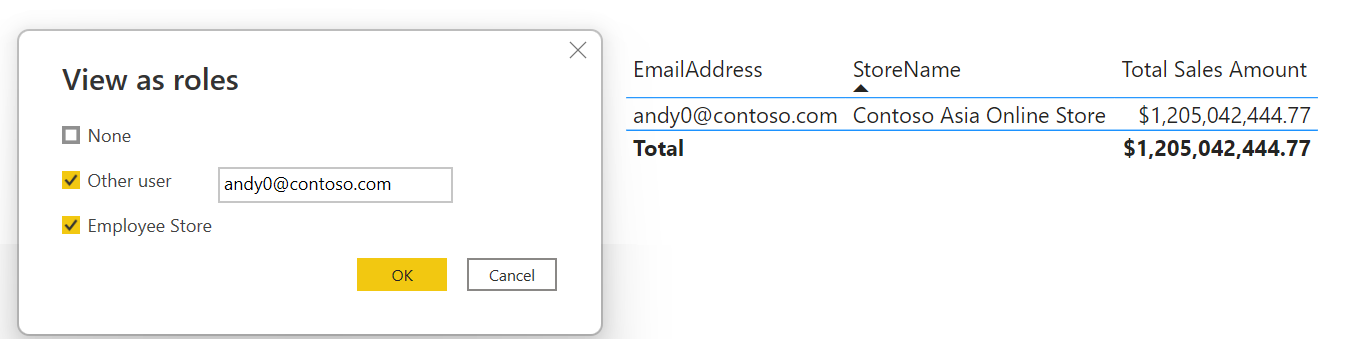 View as roles
None
Other user andy0@contoso.com
Employee Store
OK Cancel
EmailAddress StoreName Total Sales Amount
andy0@contoso.com Contoso Asia Online Store $1,205,042,444.77
Total $1,205,042,444.77